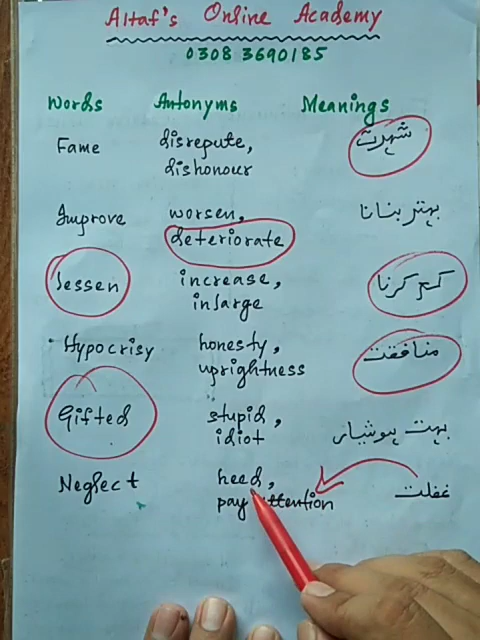 Altaf's Online Academy
0308 3690185
Words Antonyms Meanings
Fame disrepute, شہرت
dishonour
Improve worsen, بہتر بنانا
deteriorate
lessen increase, کم کرنا
inlarge
Hypocrisy honesty, منافقت
uprightness
Gifted stupid, بہت ہوشیار
idiot
Neglect heed, غفلت
pay attention